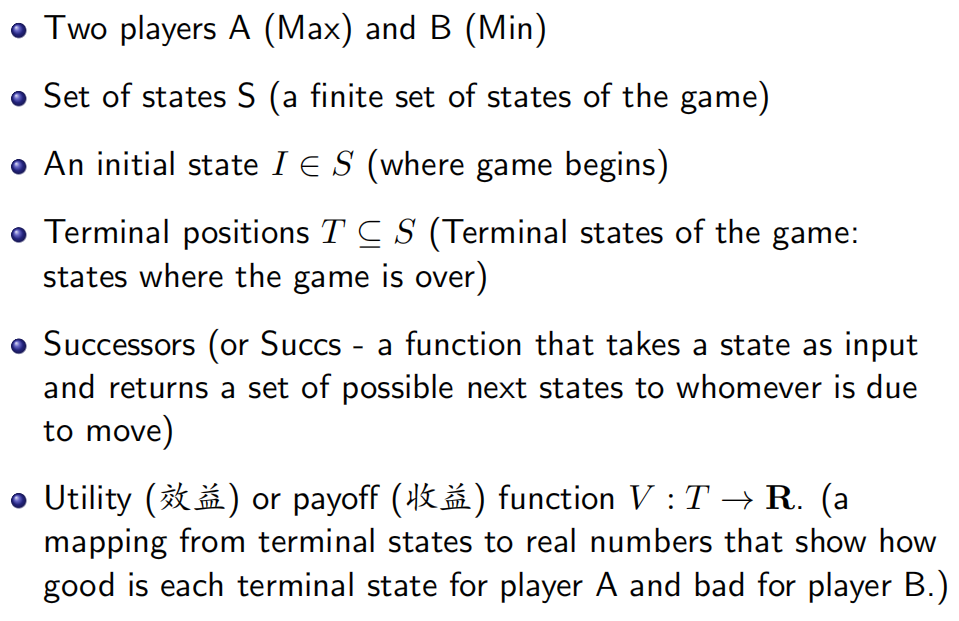 Two players A (Max) and B (Min)
Set of states S (a finite set of states of the game)
An initial state I ∈ S (where game begins)
Terminal positions T ⊆ S (Terminal states of the game:
states where the game is over)
Successors (or Succs - a function that takes a state as input
and returns a set of possible next states to whomever is due
to move)
Utility (效益) or payoff (收益) function V : T → R. (a
mapping from terminal states to real numbers that show how
good is each terminal state for player A and bad for player B.)